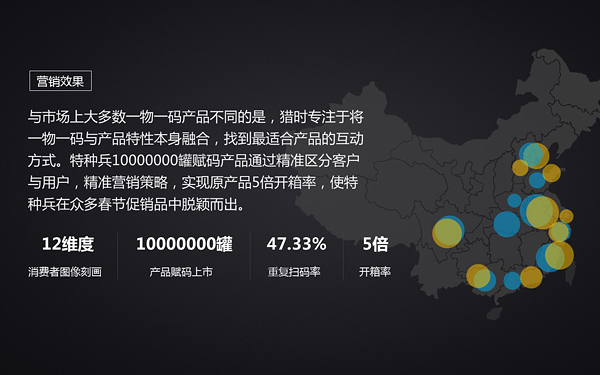 营销效果
与市场上大多数一物一码产品不同的是，猎时专注于将
一物一码与产品特性本身融合，找到最适合产品的互动
方式。特种兵10000000罐赋码产品通过精准区分客户
与用户，精准营销策略，实现原产品5倍开箱率，使特
种兵在众多春节促销品中脱颖而出。
12维度 10000000罐 47.33% 5倍
消费者图像刻画 产品赋码上市 重复扫码率 开箱率